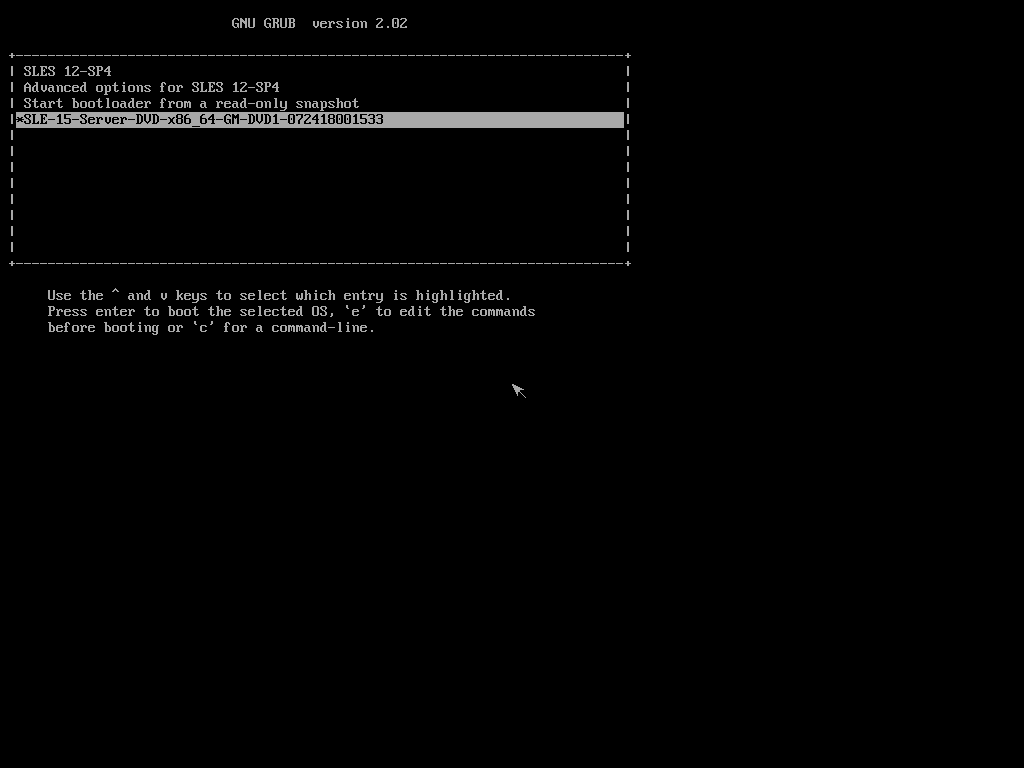 GNU GRUB  version 2.02
SLES 12-SP4
Advanced options for SLES 12-SP4
Start bootloader from a read-only snapshot
*SLE-15-Server-DVD-x86_64-GM-DVD1-072418001533
Use the ^ and v keys to select which entry is highlighted.
Press enter to boot the selected OS, `e' to edit the commands
before booting or `c' for a command-line.